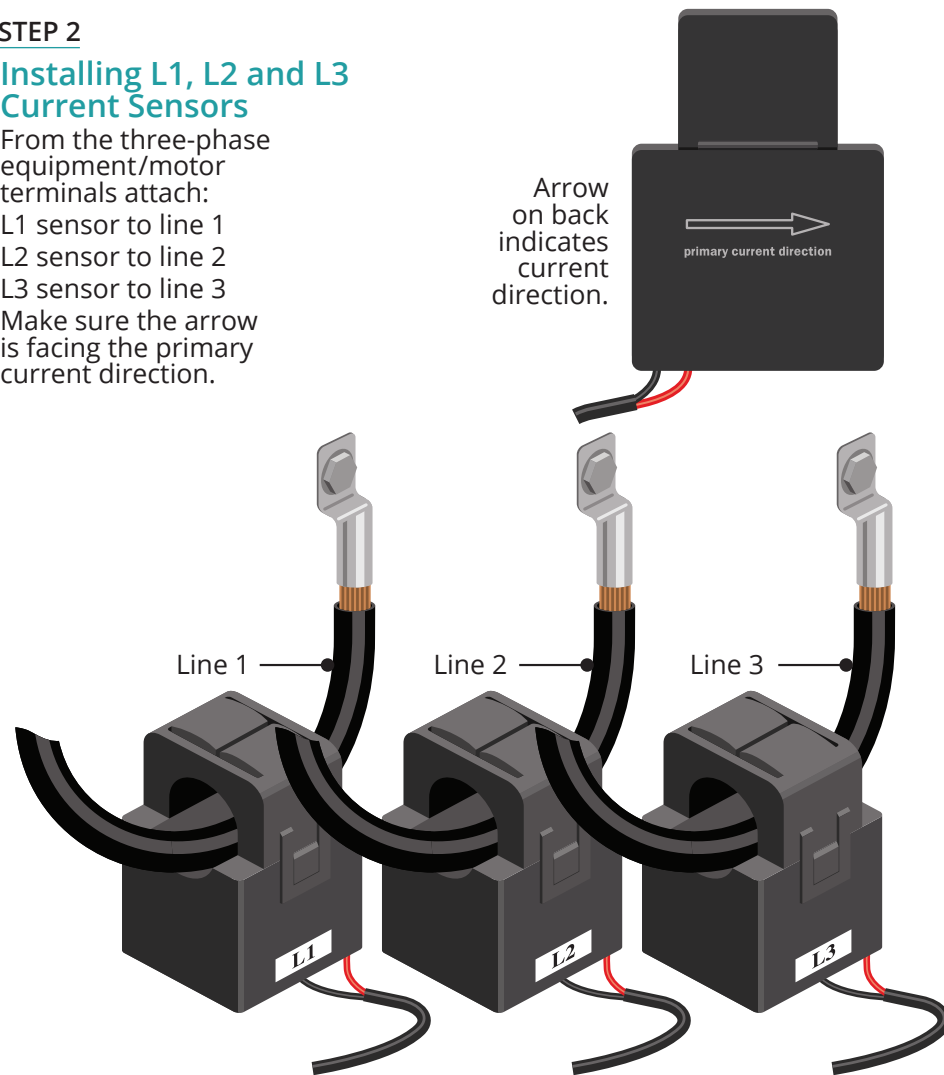 STEP 2
Installing L1, L2 and L3
Current Sensors
From the three-phase
equipment/motor
terminals attach:
L1 sensor to line 1
L2 sensor to line 2
L3 sensor to line 3
Make sure the arrow
is facing the primary
current direction.
Arrow
on back
indicates
current
direction.
primary current direction
Line 1
Line 2
Line 3
L1
L2
L3